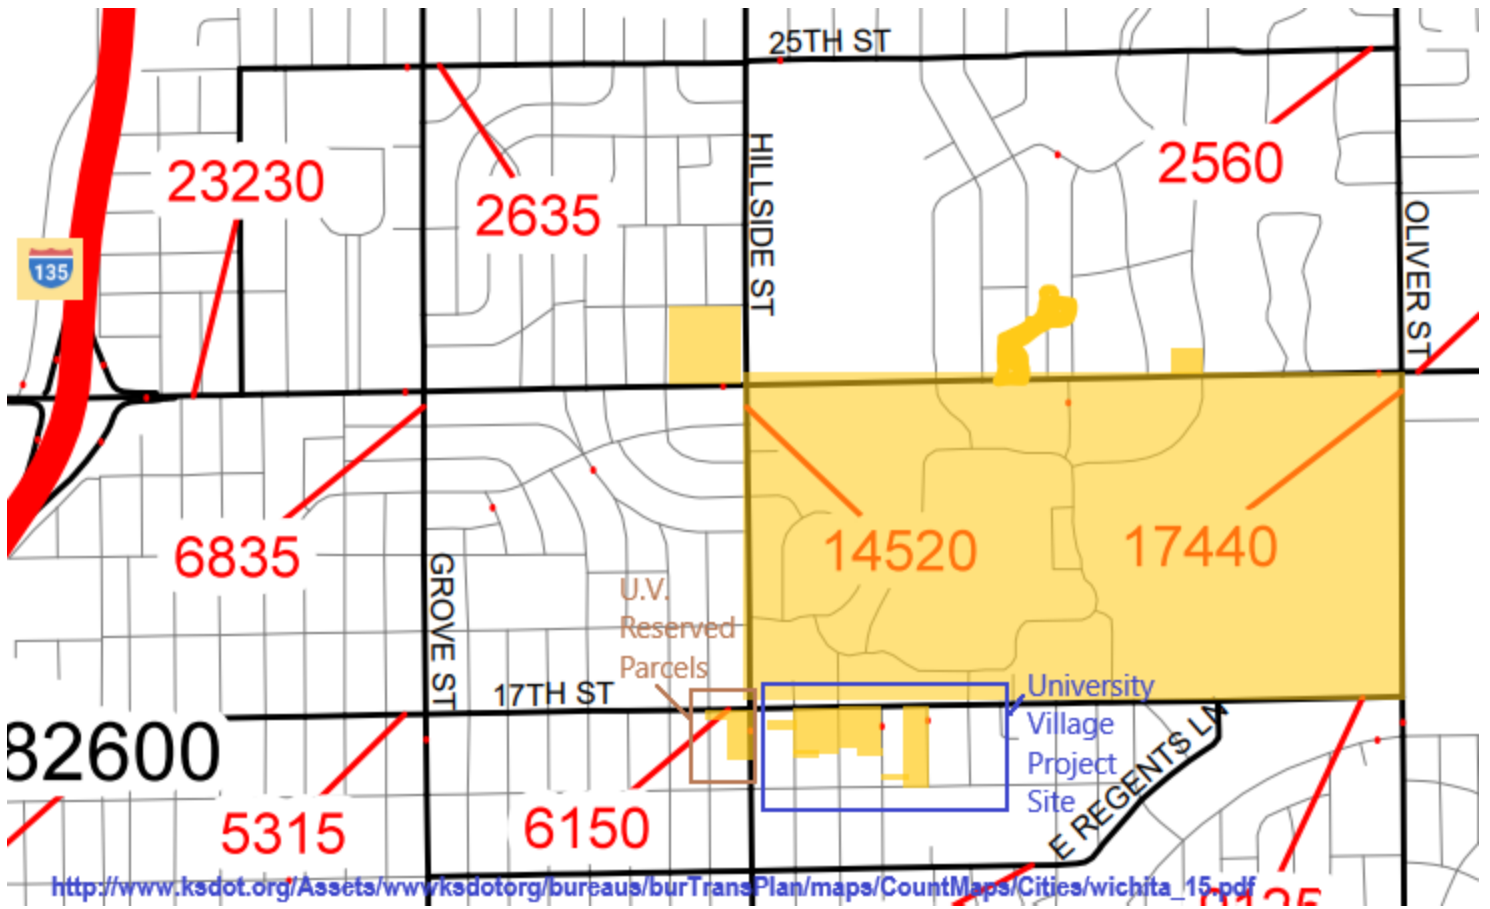 25TH ST
23230
2635
HILLSIDE ST
2560
OLIVER ST
135
6835
GROVE ST
14520
17440
U.V.
Reserved
Parcels
17TH ST
University
Village
Project
Site
E REGENTS LN
82600
5315
6150
http://www.ksdot.org/Assets/wwwksdotorg/bureaus/burTransPlan/maps/CountMaps/Cities/wichita_15.pdf